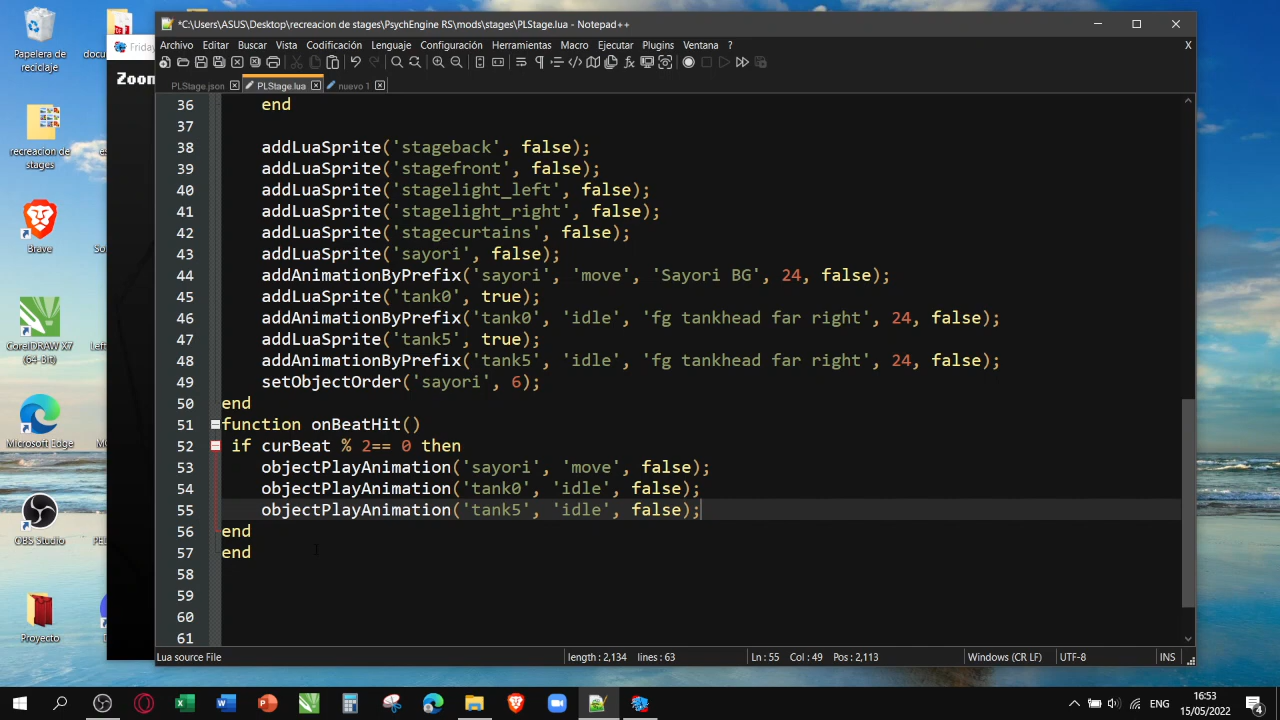 *C:\Users\ASUS\Desktop\recreacion de stages\PsychEngine RS\mods\stages\PLStage.lua - Notepad++
Archivo Editar Buscar Vista Codificación Lenguaje Configuración Herramientas Macro Ejecutar Plugins Ventana ? X
PLStage.json PLStage.lua nuevo 1
36 end
37
38 addLuaSprite('stageback', false);
39 addLuaSprite('stagefront', false);
40 addLuaSprite('stagelight_left', false);
41 addLuaSprite('stagelight_right', false);
42 addLuaSprite('stagecurtains', false);
43 addLuaSprite('sayori', false);
44 addAnimationByPrefix('sayori', 'move', 'Sayori BG', 24, false);
45 addLuaSprite('tank0', true);
46 addAnimationByPrefix('tank0', 'idle', 'fg tankhead far right', 24, false);
47 addLuaSprite('tank5', true);
48 addAnimationByPrefix('tank5', 'idle', 'fg tankhead far right', 24, false);
49 setObjectOrder('sayori', 6);
50 end
51 function onBeatHit()
52 if curBeat % 2== 0 then
53 objectPlayAnimation('sayori', 'move', false);
54 objectPlayAnimation('tank0', 'idle', false);
55 objectPlayAnimation('tank5', 'idle', false);
56 end
57 end
58
59
60
61
Lua source File length : 2,134 lines : 63 Ln : 55 Col : 49 Pos : 2,113 Windows (CR LF) UTF-8 INS
Papelera de
reciclaje
docu
Friday
Zoom
recreacion de
stages
Brave
So
CorelDRAW X7
(64-Bit)
Left
Microsoft Edge
OBS Studio
Proyecto
ENG
16:53
15/05/2022
4